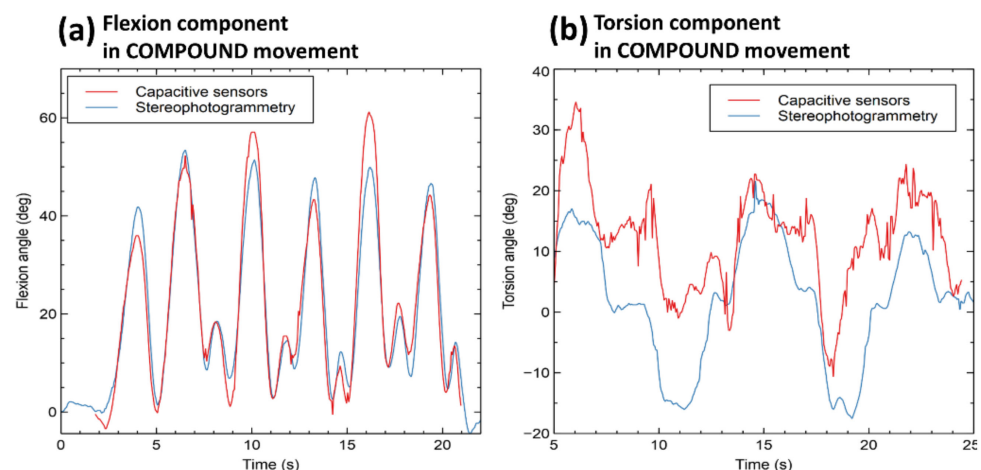 (a) Flexion component
in COMPOUND movement
Capacitive sensors
Stereophotogrammetry
60
40
20
0
Flexion angle (deg)
0 5 10 15 20
Time (s)
(b) Torsion component
in COMPOUND movement
Capacitive sensors
Stereophotogrammetry
40
30
20
10
0
−10
−20
Torsion angle (deg)
5 10 15 20 25
Time (s)